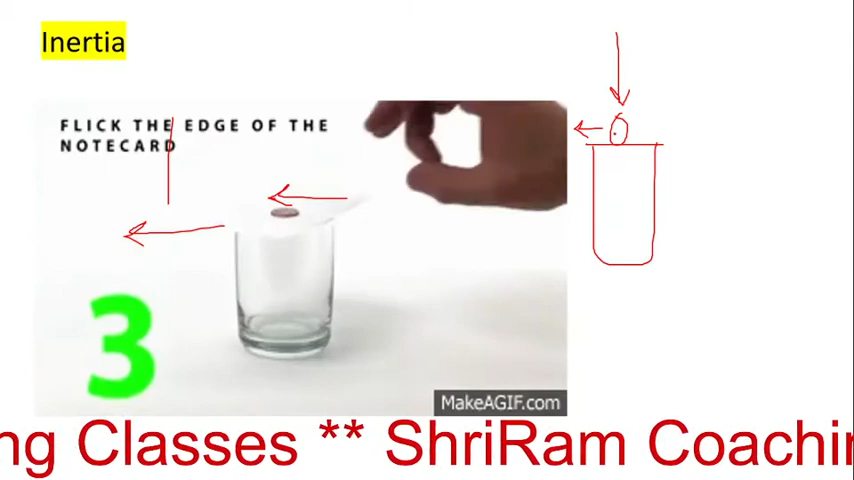 Inertia
FLICK THE EDGE OF THE
NOTECARD
3
MakeAGIF.com
ng Classes ** ShriRam Coachin